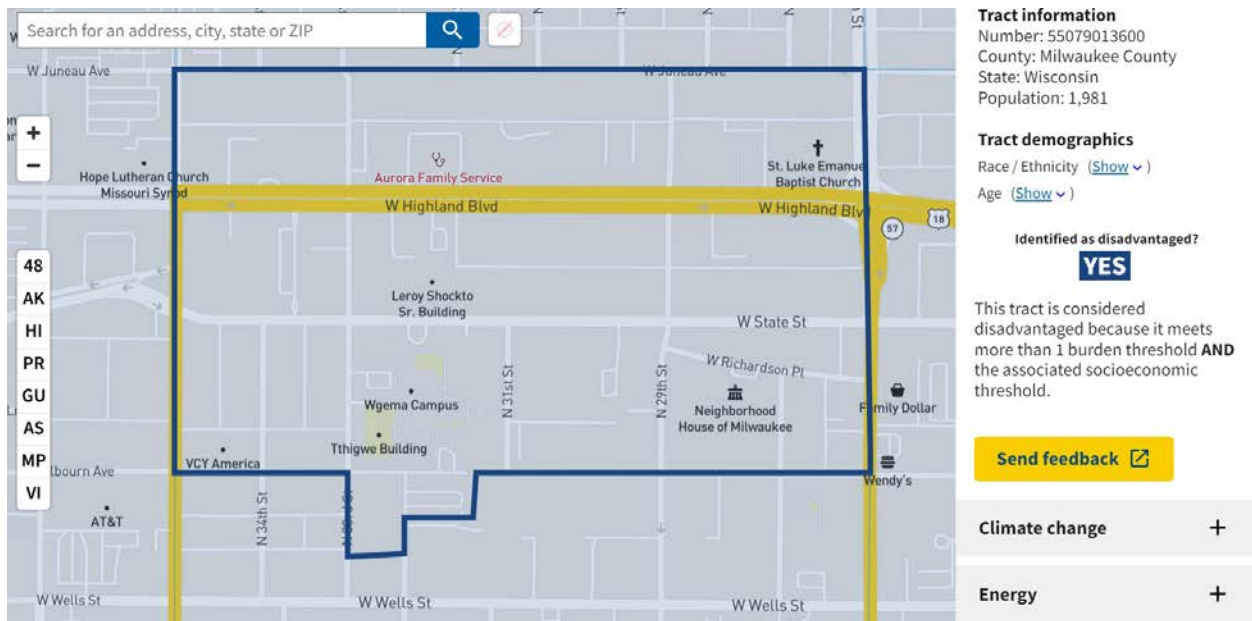 Search for an address, city, state or ZIP
St
W Juneau Ave
W Juneau Ave
+
−
Hope Lutheran Church
Missouri Synod
Aurora Family Service
St. Luke Emanue
Baptist Church
W Highland Blvd
W Highland Blvd
57
18
48
AK
HI
PR
GU
AS
MP
VI
Leroy Shockto
Sr. Building
W State St
W Richardson Pl
N 31st St
N 29th St
Wgema Campus
Tthigwe Building
Neighborhood
House of Milwaukee
Family Dollar
VCY America
Wendy's
lbourn Ave
AT&T
N 34th St
W Wells St
W Wells St
W Wells St
Tract information
Number: 55079013600
County: Milwaukee County
State: Wisconsin
Population: 1,981
Tract demographics
Race / Ethnicity (Show)
Age (Show)
Identified as disadvantaged?
YES
This tract is considered
disadvantaged because it meets
more than 1 burden threshold AND
the associated socioeconomic
threshold.
Send feedback
Climate change +
Energy +